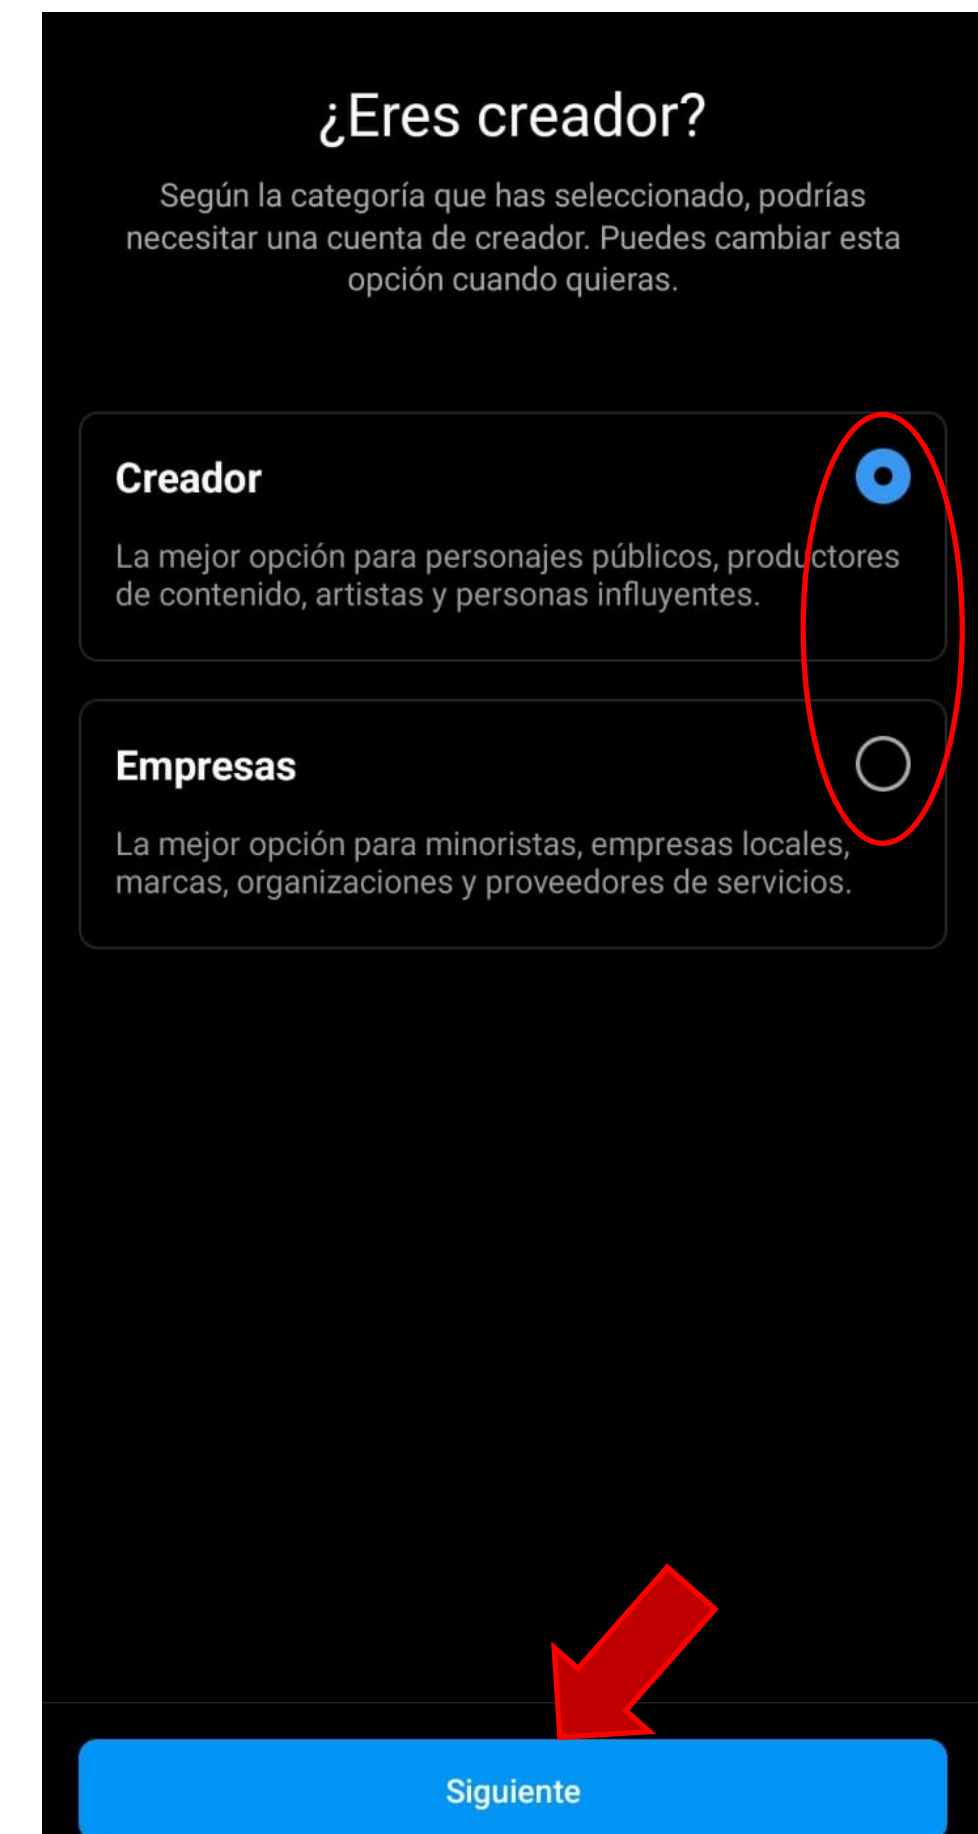 ¿Eres creador?
Según la categoría que has seleccionado, podrías
necesitar una cuenta de creador. Puedes cambiar esta
opción cuando quieras.
Creador
La mejor opción para personajes públicos, productores
de contenido, artistas y personas influyentes.
Empresas
La mejor opción para minoristas, empresas locales,
marcas, organizaciones y proveedores de servicios.
Siguiente